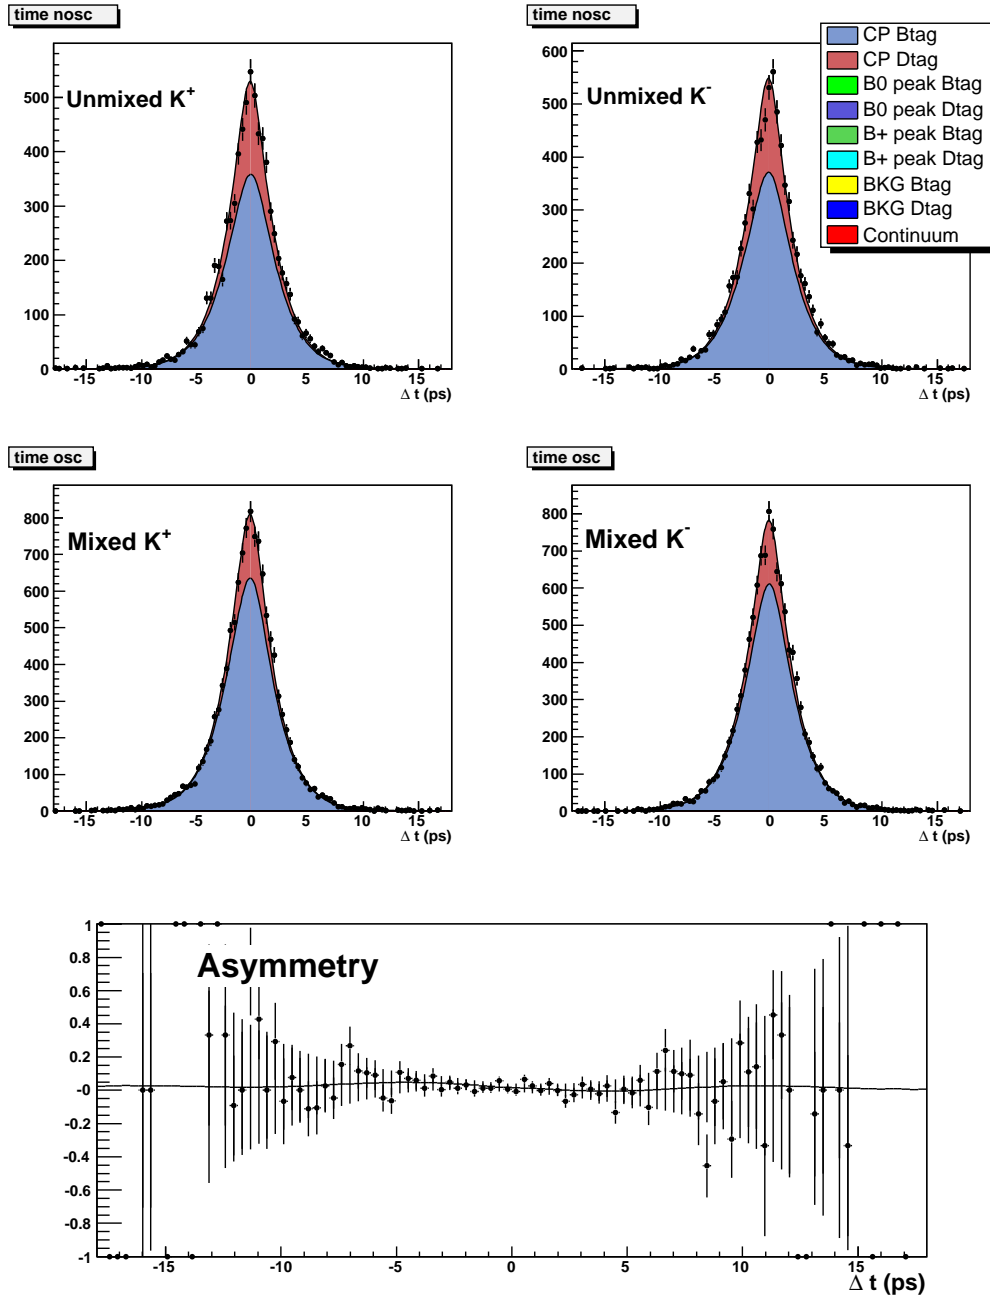 time nosc
Unmixed K+
500
400
300
200
100
0
-15 -10 -5 0 5 10 15
Δ t (ps)
time nosc
Unmixed K-
600
500
400
300
200
100
0
-15 -10 -5 0 5 10 15
Δ t (ps)
CP Btag
CP Dtag
B0 peak Btag
B0 peak Dtag
B+ peak Btag
B+ peak Dtag
BKG Btag
BKG Dtag
Continuum
time osc
Mixed K+
800
700
600
500
400
300
200
100
0
-15 -10 -5 0 5 10 15
Δ t (ps)
time osc
Mixed K-
800
700
600
500
400
300
200
100
0
-15 -10 -5 0 5 10 15
Δ t (ps)
Asymmetry
1
0.8
0.6
0.4
0.2
-0
-0.2
-0.4
-0.6
-0.8
-1
-15 -10 -5 0 5 10 15
Δ t (ps)